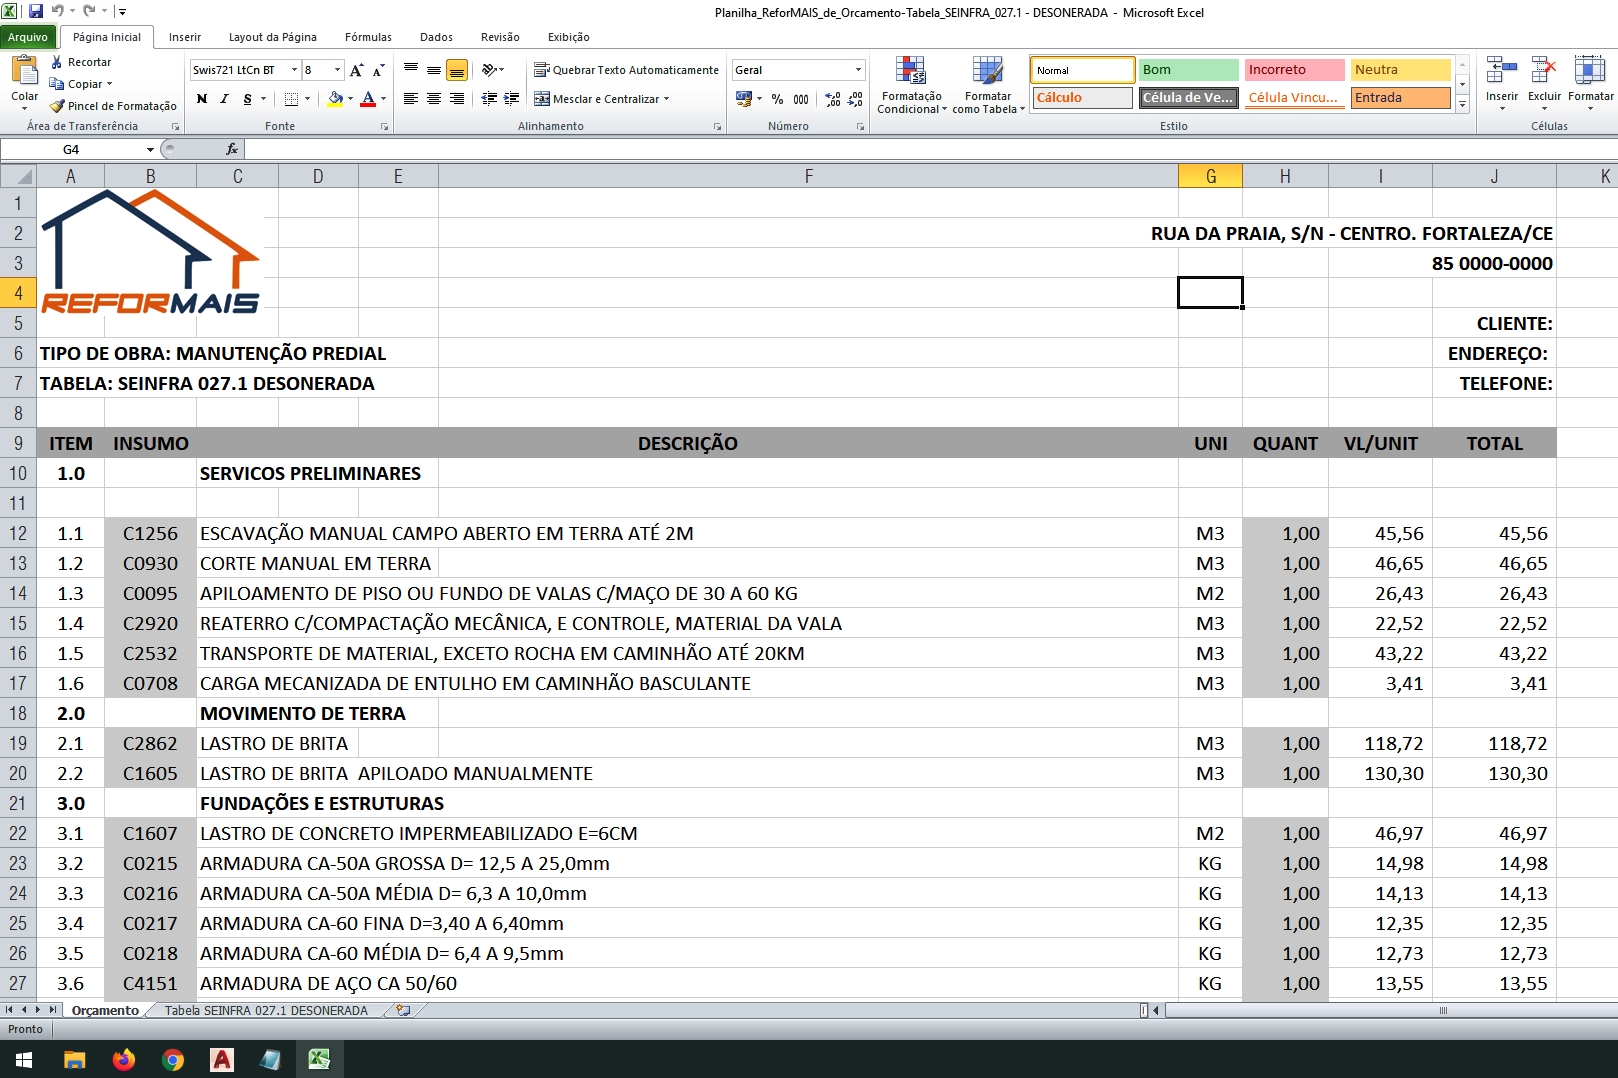 Planilha_ReforMAIS_de_Orcamento-Tabela_SEINFRA_027.1 - DESONERADA - Microsoft Excel
Arquivo Página Inicial Inserir Layout da Página Fórmulas Dados Revisão Exibição
Colar
Recortar
Copiar
Pincel de Formatação
Área de Transferência
Swis721 LtCn BT 8
N I S
Fonte
Quebrar Texto Automaticamente
Mesclar e Centralizar
Alinhamento
Geral
% 000
Número
Formatação Condicional
Formatar como Tabela
Normal Bom Incorreto Neutra
Cálculo Célula de Ve... Célula Vincu... Entrada
Estilo
Inserir Excluir Formatar
Células
G4 fx
A B C D E F G H I J K
1
REFORMAIS
2 RUA DA PRAIA, S/N - CENTRO. FORTALEZA/CE
3 85 0000-0000
4
5 CLIENTE:
6 TIPO DE OBRA: MANUTENÇÃO PREDIAL ENDEREÇO:
7 TABELA: SEINFRA 027.1 DESONERADA TELEFONE:
8
9 ITEM INSUMO DESCRIÇÃO UNI QUANT VL/UNIT TOTAL
10 1.0 SERVICOS PRELIMINARES
11
12 1.1 C1256 ESCAVAÇÃO MANUAL CAMPO ABERTO EM TERRA ATÉ 2M M3 1,00 45,56 45,56
13 1.2 C0930 CORTE MANUAL EM TERRA M3 1,00 46,65 46,65
14 1.3 C0095 APILOAMENTO DE PISO OU FUNDO DE VALAS C/MAÇO DE 30 A 60 KG M2 1,00 26,43 26,43
15 1.4 C2920 REATERRO C/COMPACTAÇÃO MECÂNICA, E CONTROLE, MATERIAL DA VALA M3 1,00 22,52 22,52
16 1.5 C2532 TRANSPORTE DE MATERIAL, EXCETO ROCHA EM CAMINHÃO ATÉ 20KM M3 1,00 43,22 43,22
17 1.6 C0708 CARGA MECANIZADA DE ENTULHO EM CAMINHÃO BASCULANTE M3 1,00 3,41 3,41
18 2.0 MOVIMENTO DE TERRA
19 2.1 C2862 LASTRO DE BRITA M3 1,00 118,72 118,72
20 2.2 C1605 LASTRO DE BRITA APILOADO MANUALMENTE M3 1,00 130,30 130,30
21 3.0 FUNDAÇÕES E ESTRUTURAS
22 3.1 C1607 LASTRO DE CONCRETO IMPERMEABILIZADO E=6CM M2 1,00 46,97 46,97
23 3.2 C0215 ARMADURA CA-50A GROSSA D= 12,5 A 25,0mm KG 1,00 14,98 14,98
24 3.3 C0216 ARMADURA CA-50A MÉDIA D= 6,3 A 10,0mm KG 1,00 14,13 14,13
25 3.4 C0217 ARMADURA CA-60 FINA D=3,40 A 6,40mm KG 1,00 12,35 12,35
26 3.5 C0218 ARMADURA CA-60 MÉDIA D= 6,4 A 9,5mm KG 1,00 12,73 12,73
27 3.6 C4151 ARMADURA DE AÇO CA 50/60 KG 1,00 13,55 13,55
Orçamento Tabela SEINFRA 027.1 DESONERADA
Pronto